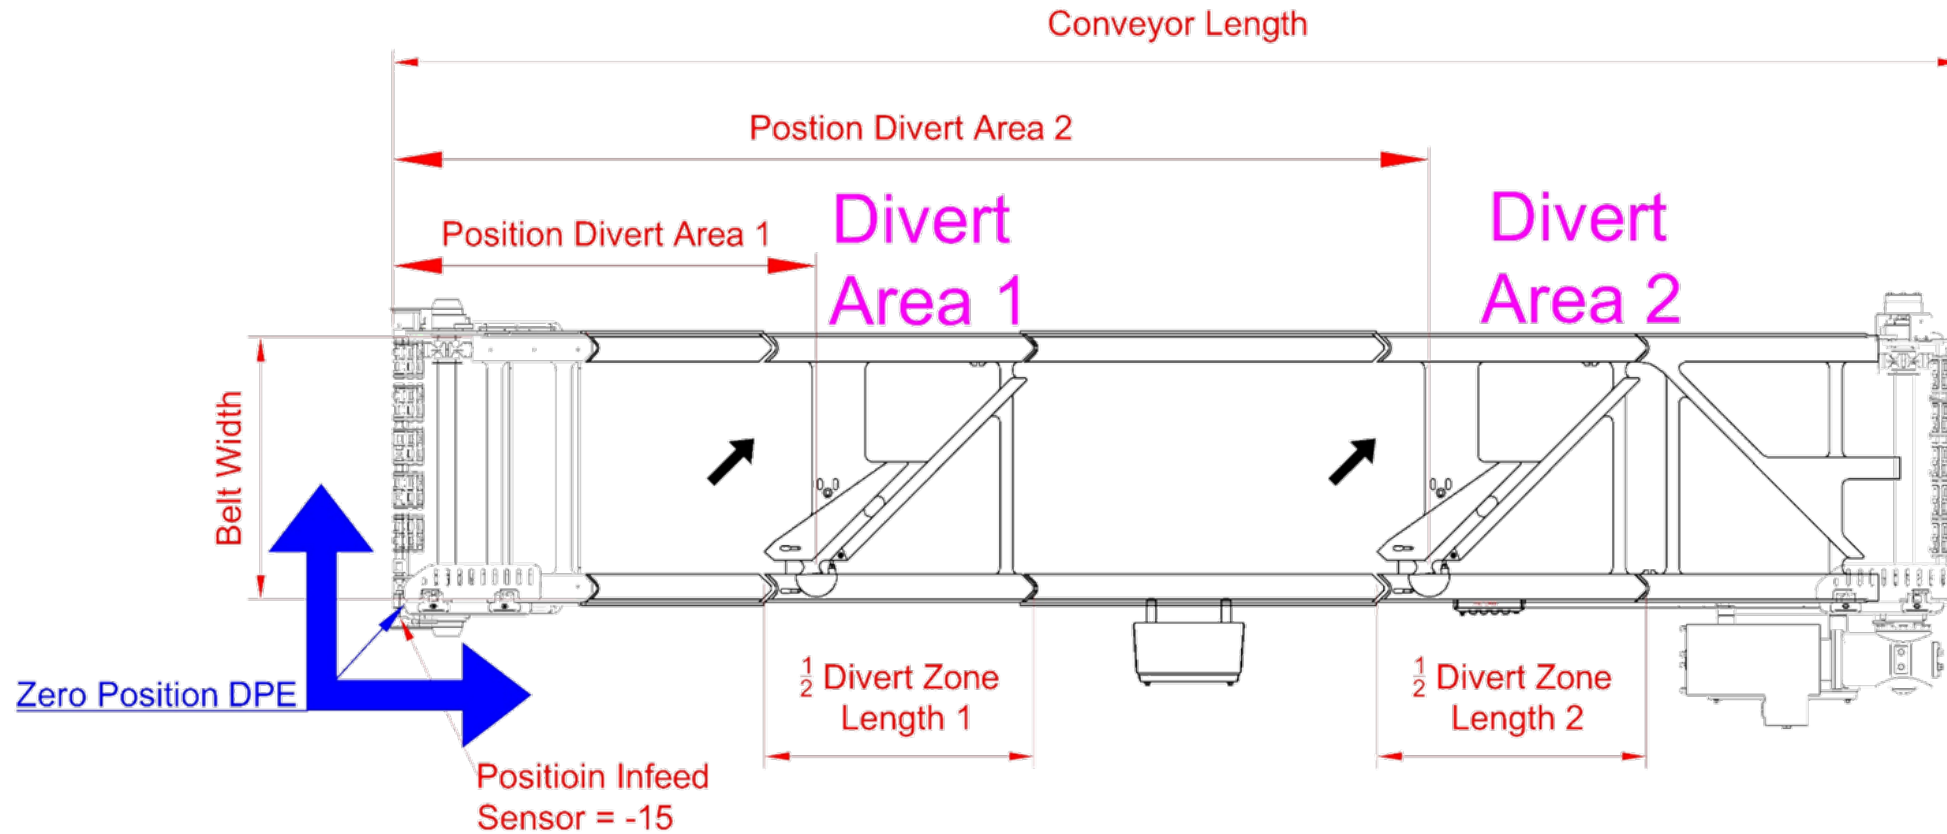 Conveyor Length
Postion Divert Area 2
Position Divert Area 1
Divert
Area 1
Divert
Area 2
Belt Width
Zero Position DPE
1/2 Divert Zone
Length 1
1/2 Divert Zone
Length 2
Positioin Infeed
Sensor = -15